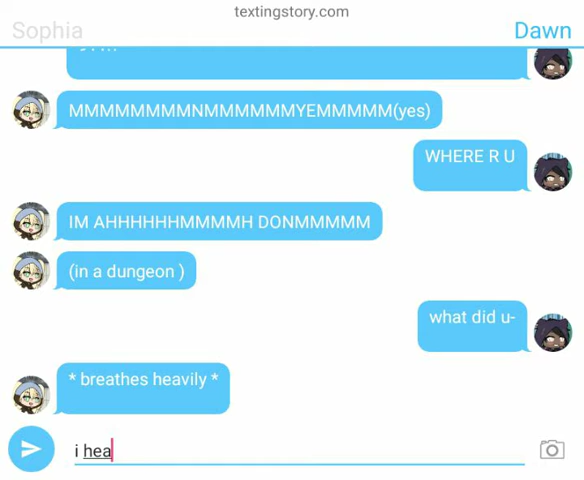 textingstory.com
Sophia
Dawn
MMMMMMMMNMMMMMMYEMMMMM(yes)
WHERE R U
IM AHHHHHHMMMMH DONMMMMM
(in a dungeon )
what did u-
* breathes heavily *
i hea